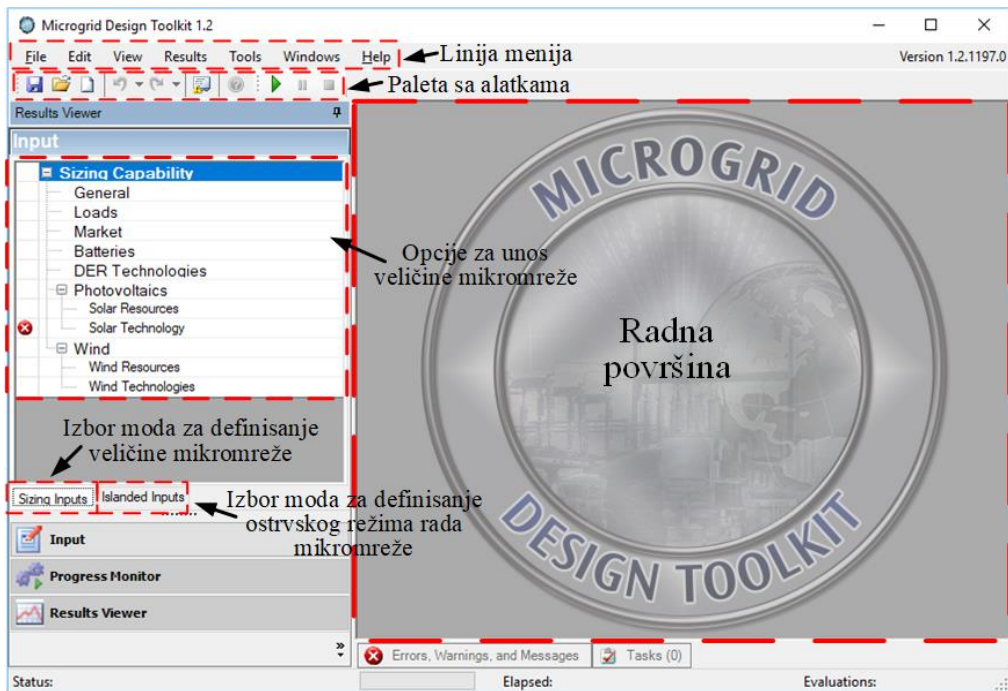 Microgrid Design Toolkit 1.2
File Edit View Results Tools Windows Help
Linija menija
Version 1.2.1197.0
Paleta sa alatkama
Results Viewer
Input
Sizing Capability
General
Loads
Market
Batteries
DER Technologies
Photovoltaics
Solar Resources
Solar Technology
Wind
Wind Resources
Wind Technologies
Opcije za unos
veličine mikromreže
MICROGRID
Radna
površina
DESIGN TOOLKIT
Izbor moda za definisanje
veličine mikromreže
Sizing Inputs
Islanded Inputs
Izbor moda za definisanje
ostrvskog režima rada
mikromreže
Input
Progress Monitor
Results Viewer
Errors, Warnings, and Messages
Tasks (0)
Status:
Elapsed:
Evaluations: